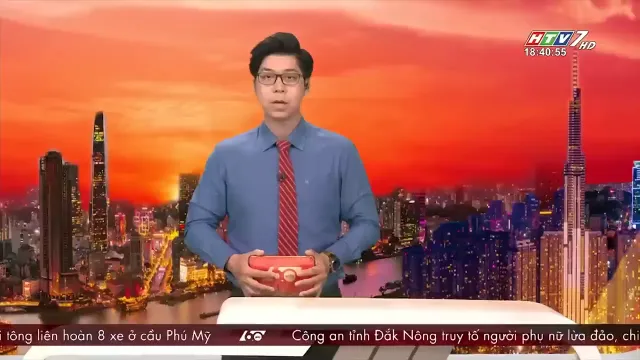 HTV7 HD
18:40:55
i tông liên hoàn 8 xe ở cầu Phú Mỹ 60 Công an tỉnh Đắk Nông truy tố người phụ nữ lừa đảo, chi